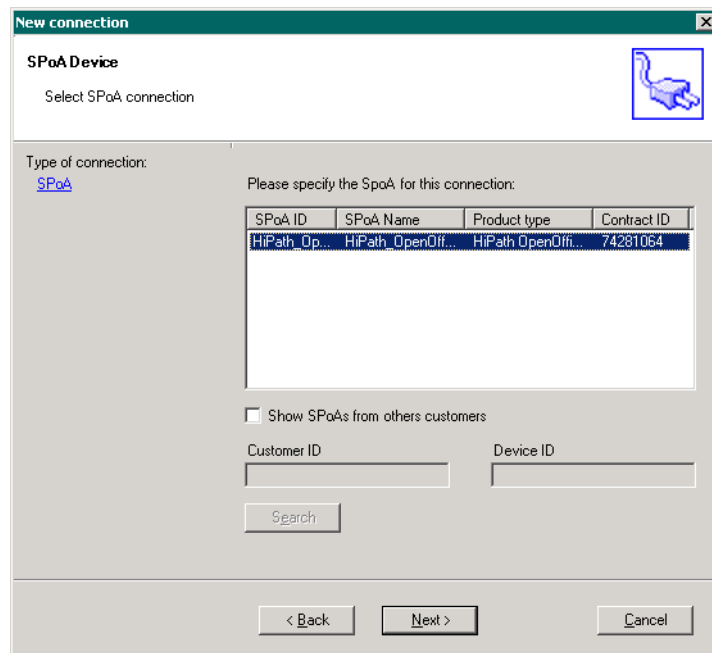 New connection
SPoA Device
Select SPoA connection
Type of connection:
SPoA
Please specify the SpoA for this connection:
SPoA ID SPoA Name Product type Contract ID
HiPath_Op... HiPath_OpenOff... HiPath OpenOffi... 74281064
Show SPoAs from others customers
Customer ID Device ID
Search
< Back Next > Cancel